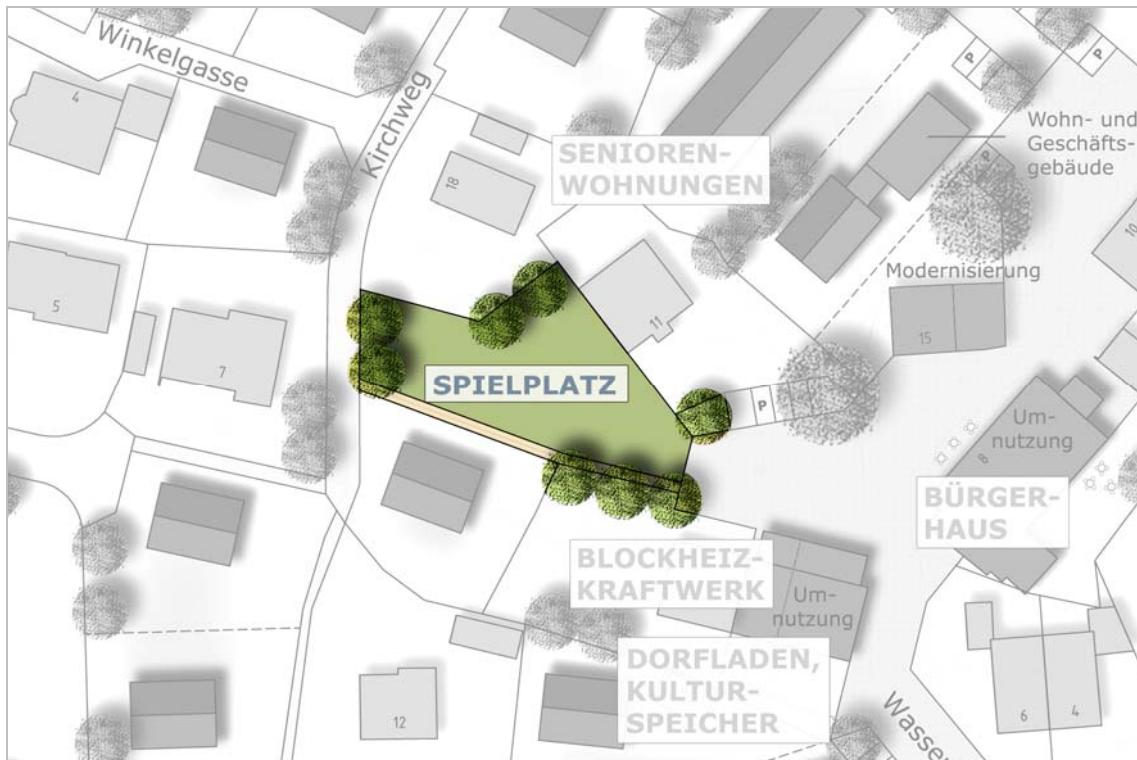 Winkelgasse
Kirchweg
4
18
SENIOREN-
WOHNUNGEN
P
P
P
Wohn- und
Geschäfts-
gebäude
Modernisierung
10
5
7
11
15
SPIELPLATZ
P
Um-
nutzung
8
BÜRGER-
HAUS
BLOCKHEIZ-
KRAFTWERK
Um-
nutzung
DORFLADEN,
KULTUR-
SPEICHER
12
6
4